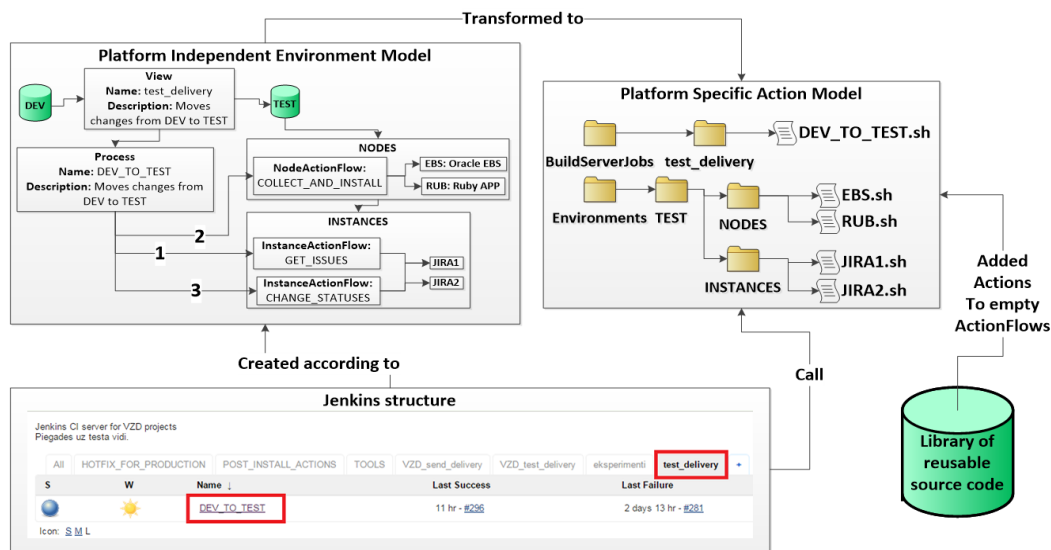 Transformed to
Platform Independent Environment Model
View
Name: test_delivery
Description: Moves
changes from DEV to TEST
DEV
TEST
Process
Name: DEV_TO_TEST
Description: Moves changes from
DEV to TEST
NODES
NodeActionFlow:
COLLECT_AND_INSTALL
EBS: Oracle EBS
RUB: Ruby APP
INSTANCES
InstanceActionFlow:
GET_ISSUES
InstanceActionFlow:
CHANGE_STATUSES
JIRA1
JIRA2
2
1
3
Platform Specific Action Model
BuildServerJobs
test_delivery
DEV_TO_TEST.sh
Environments
TEST
NODES
EBS.sh
RUB.sh
INSTANCES
JIRA1.sh
JIRA2.sh
Added
Actions
To empty
ActionFlows
Created according to
Call
Library of
reusable
source code
Jenkins structure
Jenkins CI server for VZD projects
Piegades uz testa vidi.
All HOTFIX_FOR_PRODUCTION POST_INSTALL_ACTIONS TOOLS VZD_send_delivery VZD_test_delivery eksperimenti test_delivery +
S W Name ↓ Last Success Last Failure
DEV_TO_TEST 11 hr - #296 2 days 13 hr - #281
Icon: S M L